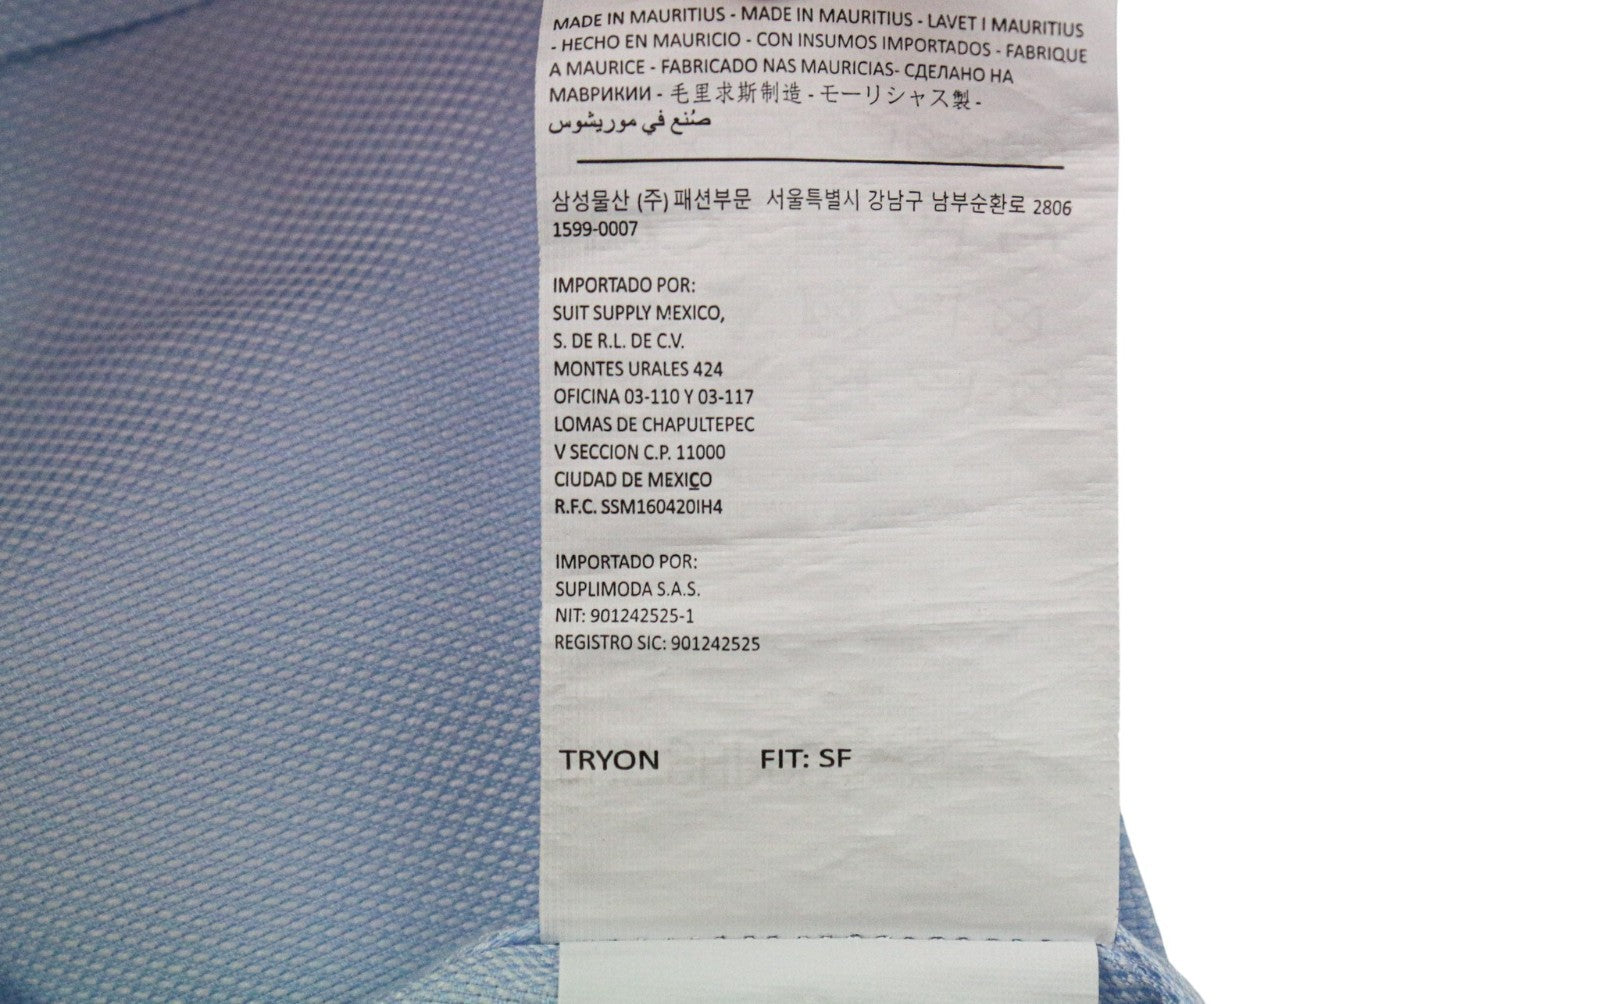 MADE IN MAURITIUS - MADE IN MAURITIUS - LAVET I MAURITIUS
- HECHO EN MAURICIO - CON INSUMOS IMPORTADOS - FABRIQUE
A MAURICE - FABRICADO NAS MAURICIAS- СДЕЛАНО НА
МАВРИКИИ - 毛里求斯制造 - モーリシャス製 -
صُنع في موريشوس
삼성물산 (주) 패션부문 서울특별시 강남구 남부순환로 2806
1599-0007
IMPORTADO POR:
SUIT SUPPLY MEXICO,
S. DE R.L. DE C.V.
MONTES URALES 424
OFICINA 03-110 Y 03-117
LOMAS DE CHAPULTEPEC
V SECCION C.P. 11000
CIUDAD DE MEXICO
R.F.C. SSM160420IH4
IMPORTADO POR:
SUPLIMODA S.A.S.
NIT: 901242525-1
REGISTRO SIC: 901242525
TRYON FIT: SF